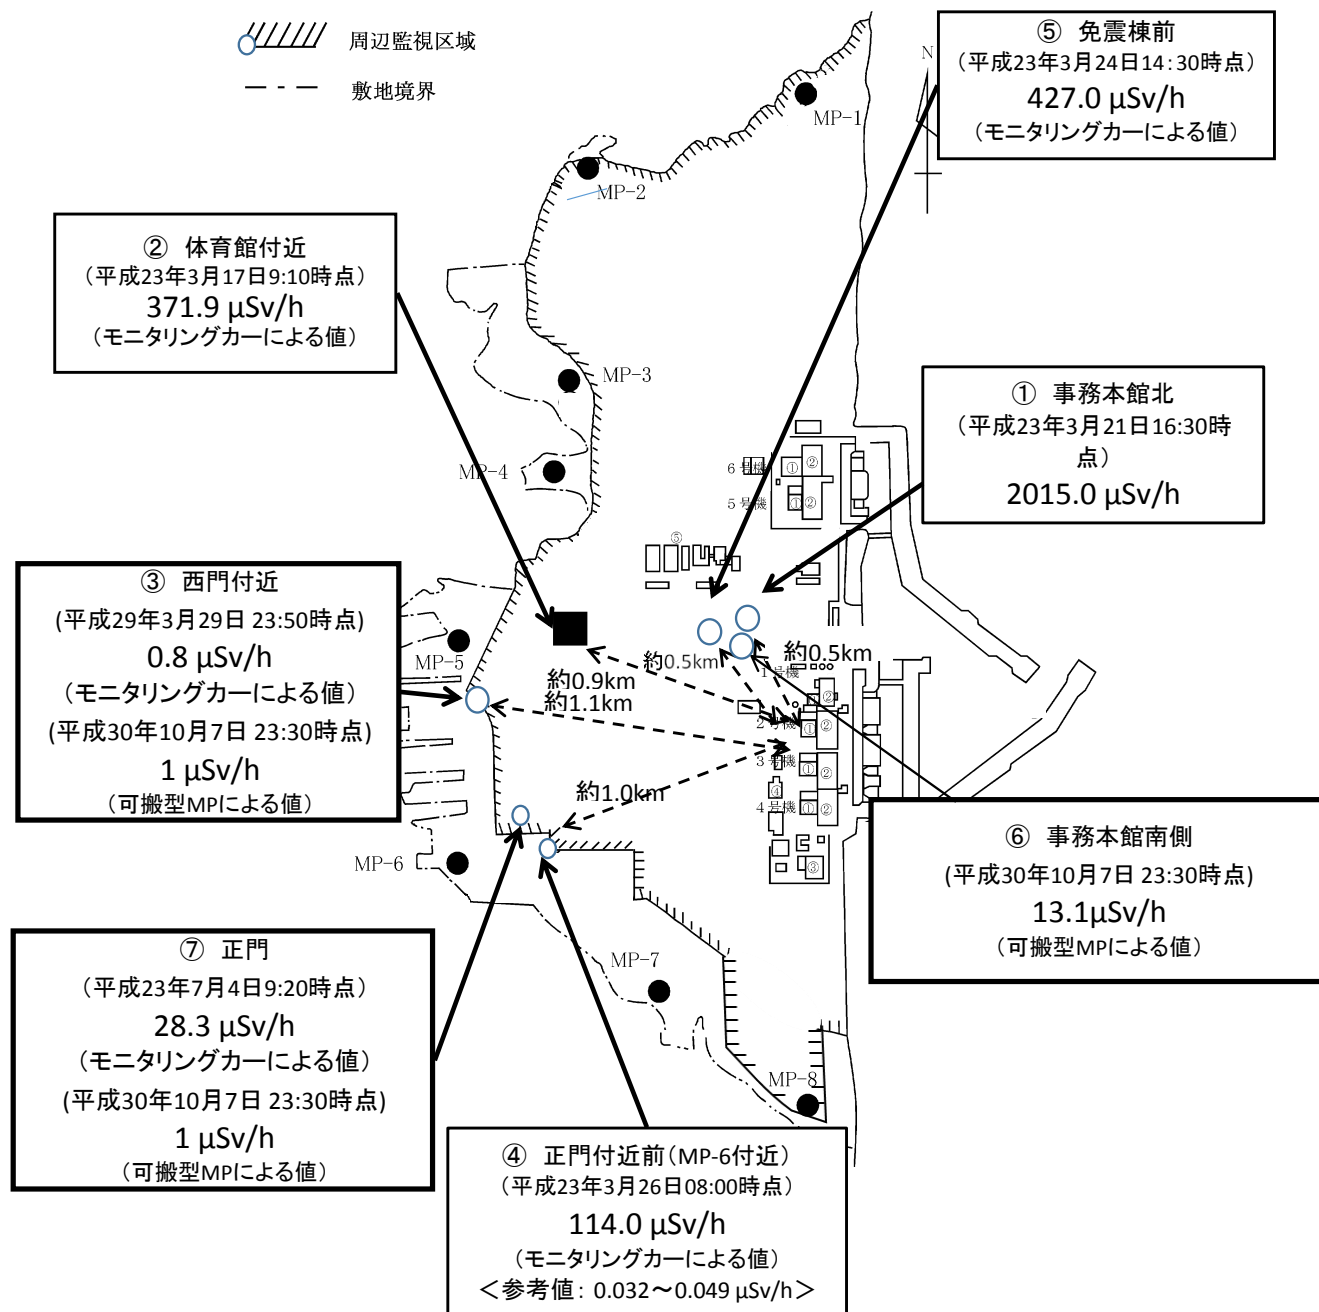 周辺監視区域
敷地境界
⑤ 免震棟前
(平成23年3月24日14:30時点)
427.0 μSv/h
(モニタリングカーによる値)
N
MP-1
MP-2
② 体育館付近
(平成23年3月17日9:10時点)
371.9 μSv/h
(モニタリングカーによる値)
MP-3
① 事務本館北
(平成23年3月21日16:30時
点)
2015.0 μSv/h
MP-4
6号機
① ②
5号機
① ②
⑤
③ 西門付近
(平成29年3月29日 23:50時点)
0.8 μSv/h
(モニタリングカーによる値)
(平成30年10月7日 23:30時点)
1 μSv/h
(可搬型MPによる値)
MP-5
約0.5km
約0.5km
約0.9km
約1.1km
1号機
②
2号機
① ②
3号機
① ②
④
4号機
① ②
③
約1.0km
MP-6
⑥ 事務本館南側
(平成30年10月7日 23:30時点)
13.1μSv/h
(可搬型MPによる値)
⑦ 正門
(平成23年7月4日9:20時点)
28.3 μSv/h
(モニタリングカーによる値)
(平成30年10月7日 23:30時点)
1 μSv/h
(可搬型MPによる値)
MP-7
MP-8
④ 正門付近前(MP-6付近)
(平成23年3月26日08:00時点)
114.0 μSv/h
(モニタリングカーによる値)
<参考値: 0.032～0.049 μSv/h>